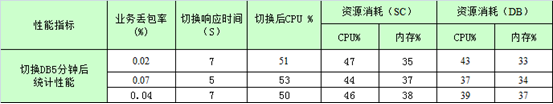 性能指标 业务丢包率(%) 切换响应时间(S) 切换后CPU % 资源消耗（SC） 资源消耗（DB）
CPU% 内存% CPU% 内存%
切换DB5分钟后统计性能 0.02 7 51 47 35 43 33
0.07 5 53 44 37 37 34
0.04 7 50 46 38 39 37